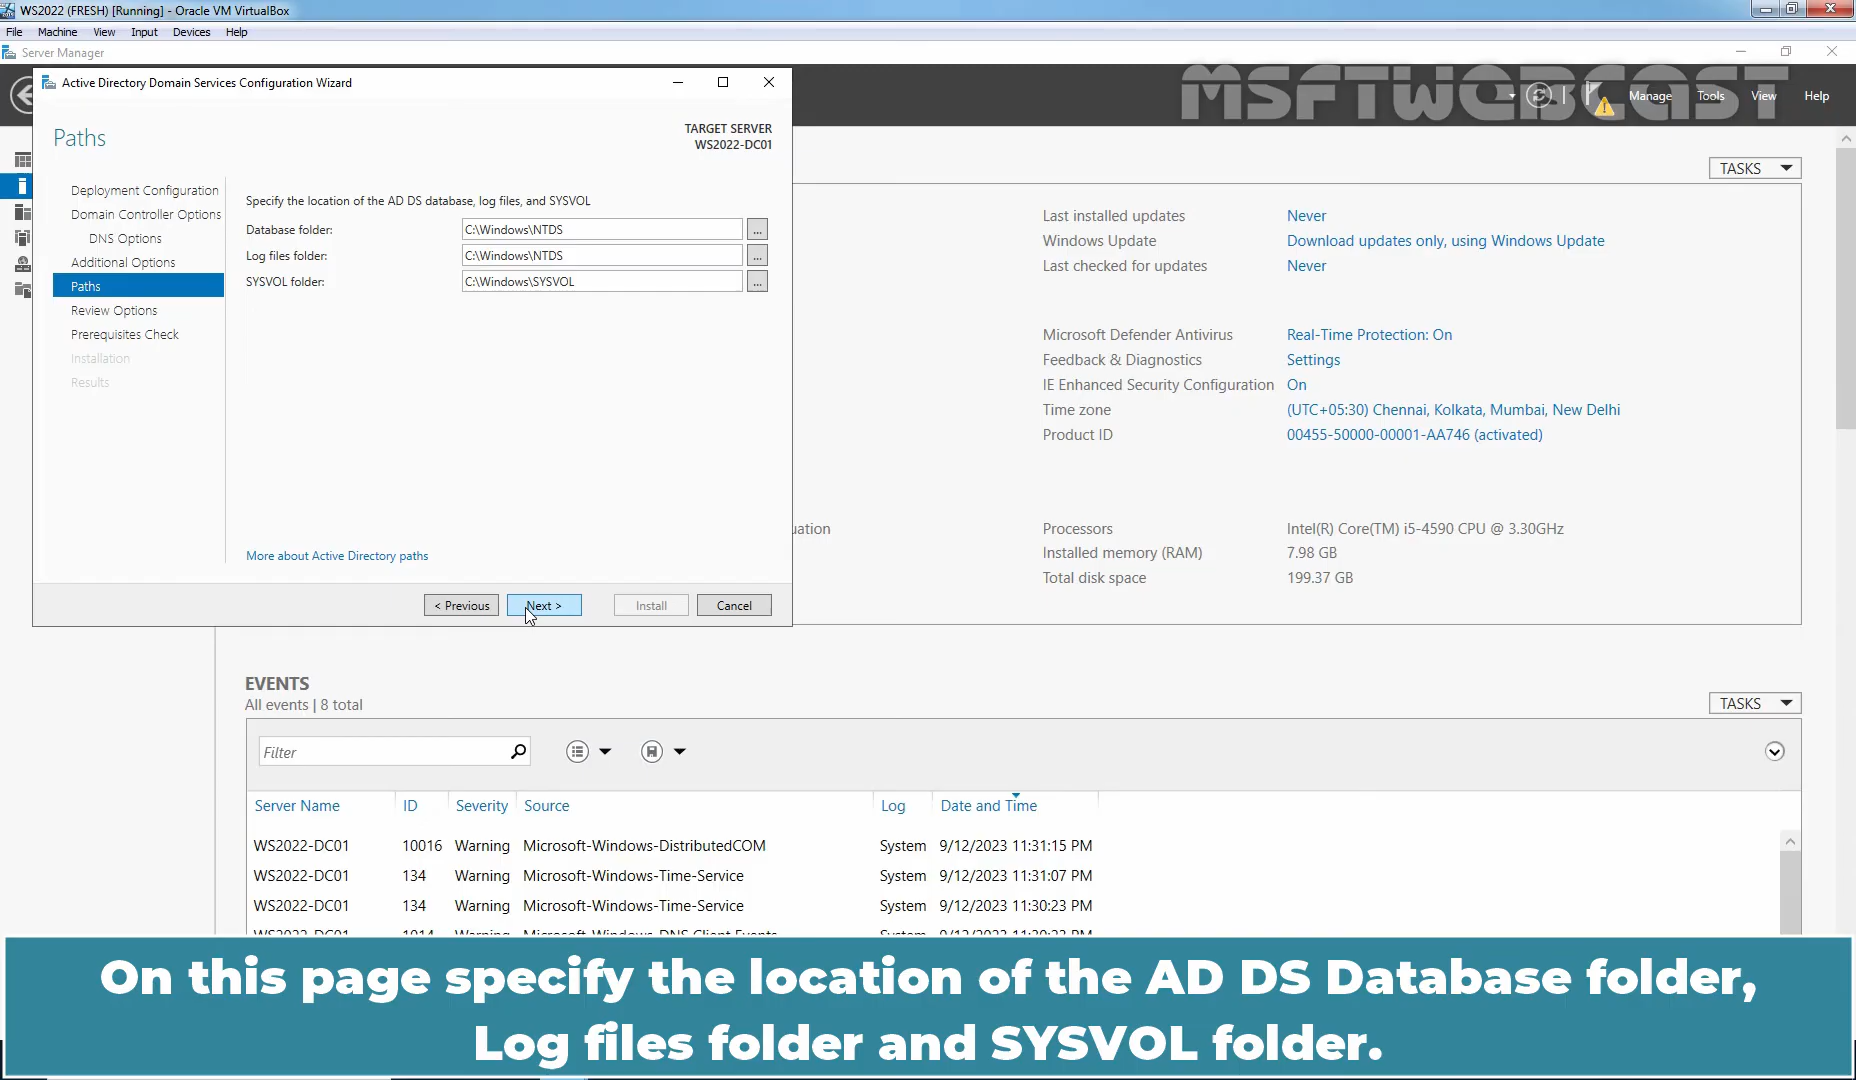 WS2022 (FRESH) [Running] - Oracle VM VirtualBox
File Machine View Input Devices Help
Server Manager
MSFTWEBCAST
Manage Tools View Help
Active Directory Domain Services Configuration Wizard
Paths
TARGET SERVER
WS2022-DC01
Deployment Configuration
Domain Controller Options
DNS Options
Additional Options
Paths
Review Options
Prerequisites Check
Installation
Results
Specify the location of the AD DS database, log files, and SYSVOL
Database folder: C:\Windows\NTDS ...
Log files folder: C:\Windows\NTDS ...
SYSVOL folder: C:\Windows\SYSVOL ...
More about Active Directory paths
< Previous Next > Install Cancel
TASKS
Last installed updates Never
Windows Update Download updates only, using Windows Update
Last checked for updates Never
Microsoft Defender Antivirus Real-Time Protection: On
Feedback & Diagnostics Settings
IE Enhanced Security Configuration On
Time zone (UTC+05:30) Chennai, Kolkata, Mumbai, New Delhi
Product ID 00455-50000-00001-AA746 (activated)
uation
Processors Intel(R) Core(TM) i5-4590 CPU @ 3.30GHz
Installed memory (RAM) 7.98 GB
Total disk space 199.37 GB
EVENTS
All events | 8 total
TASKS
Filter
Server Name ID Severity Source Log Date and Time
WS2022-DC01 10016 Warning Microsoft-Windows-DistributedCOM System 9/12/2023 11:31:15 PM
WS2022-DC01 134 Warning Microsoft-Windows-Time-Service System 9/12/2023 11:31:07 PM
WS2022-DC01 134 Warning Microsoft-Windows-Time-Service System 9/12/2023 11:30:23 PM
On this page specify the location of the AD DS Database folder,
Log files folder and SYSVOL folder.